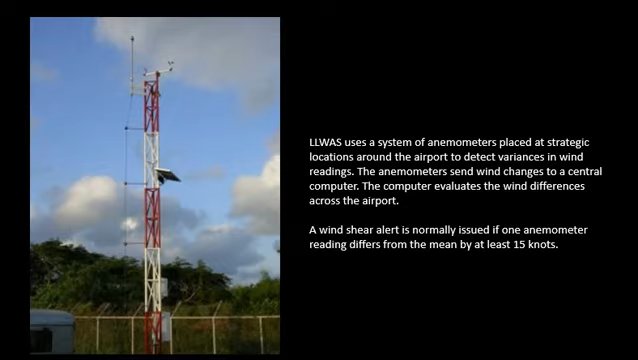 LLWAS uses a system of anemometers placed at strategic
locations around the airport to detect variances in wind
readings. The anemometers send wind changes to a central
computer. The computer evaluates the wind differences
across the airport.
A wind shear alert is normally issued if one anemometer
reading differs from the mean by at least 15 knots.